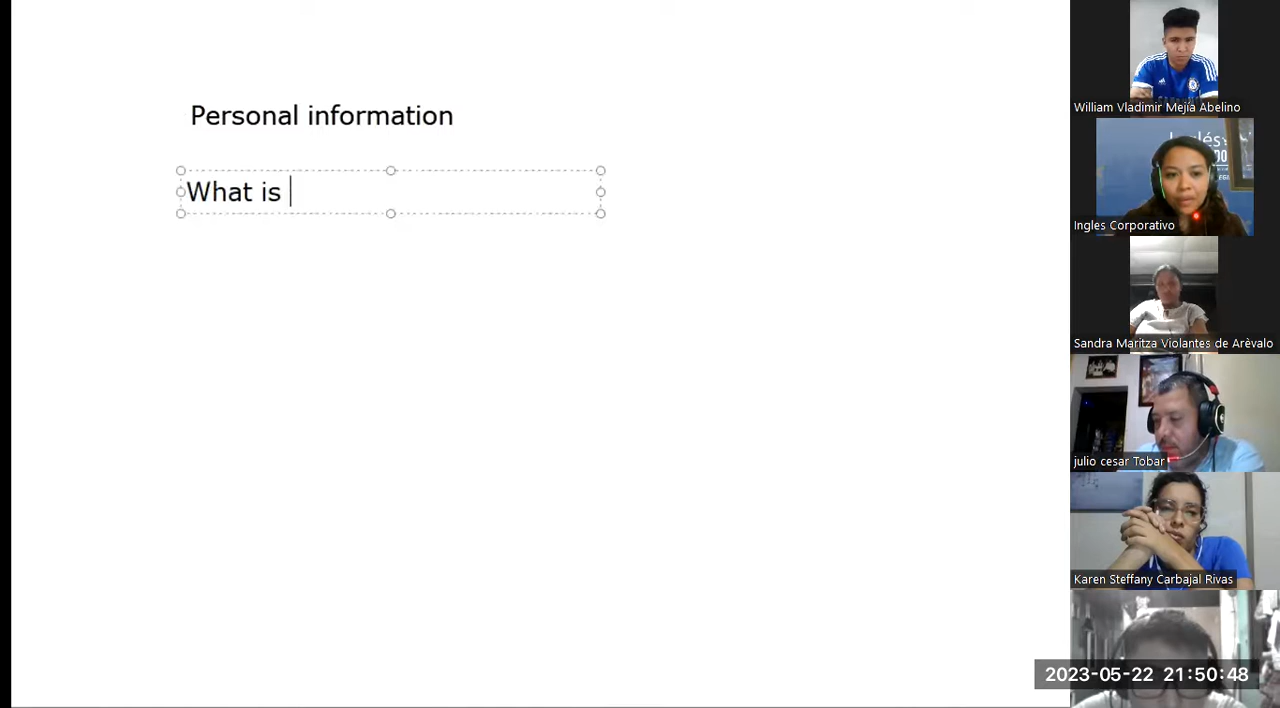 Personal information
What is
William Vladimir Mejía Abelino
Ingles Corporativo
Sandra Maritza Violantes de Arèvalo
julio cesar Tobar
Karen Steffany Carbajal Rivas
2023-05-22 21:50:48